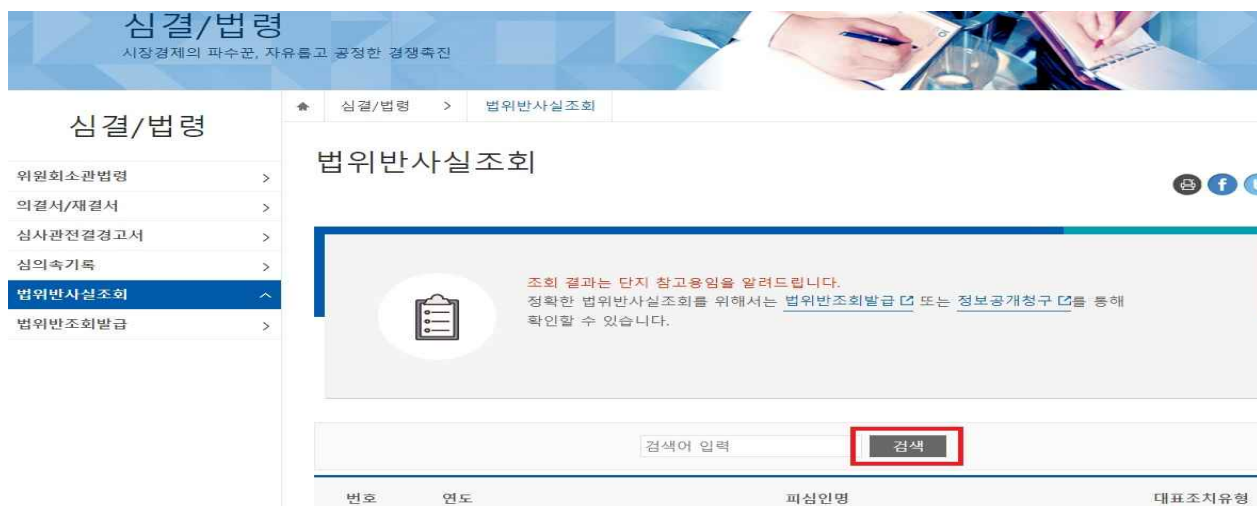 심결/법령
시장경제의 파수꾼, 자유롭고 공정한 경쟁촉진
심결/법령
위원회소관법령 >
의결서/재결서 >
심사관전결경고서 >
심의속기록 >
법위반사실조회
법위반조회발급 >
심결/법령 > 법위반사실조회
법위반사실조회
조회 결과는 단지 참고용임을 알려드립니다.
정확한 법위반사실조회를 위해서는 법위반조회발급 또는 정보공개청구 를 통해
확인할 수 있습니다.
검색어 입력 검색
번호 연도 피심인명 대표조치유형